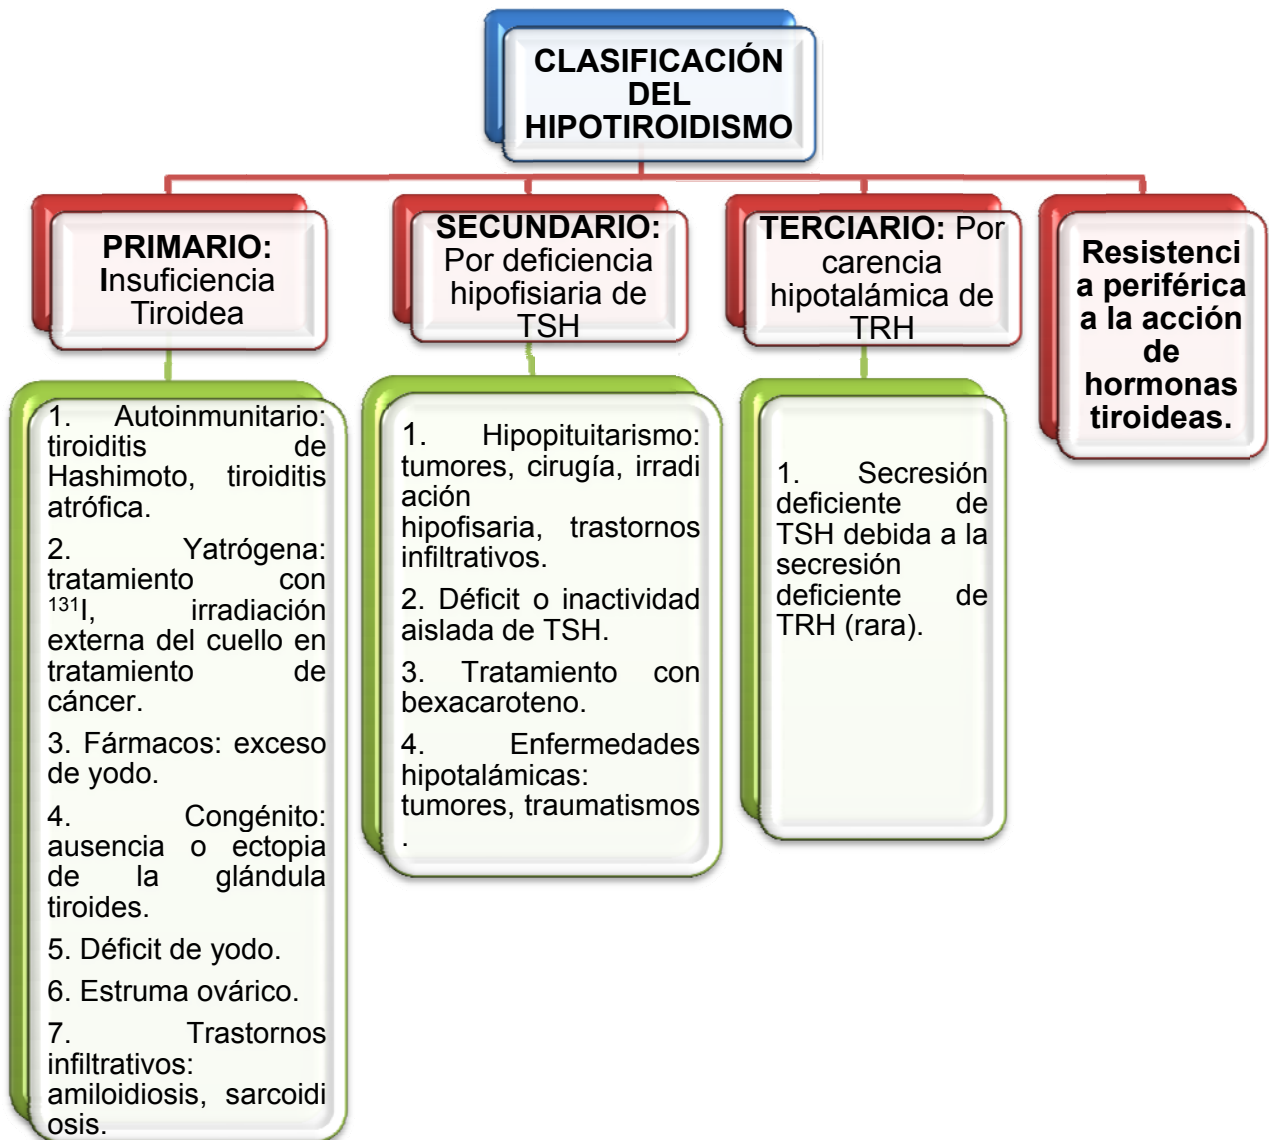 CLASIFICACIÓN
DEL
HIPOTIROIDISMO
PRIMARIO:
Insuficiencia
Tiroidea
SECUNDARIO:
Por deficiencia
hipofisiaria de
TSH
TERCIARIO: Por
carencia
hipotalámica de
TRH
Resistenci
a periférica
a la acción
de
hormonas
tiroideas.
1. Autoinmunitario:
tiroiditis de
Hashimoto, tiroiditis
atrófica.
2. Yatrógena:
tratamiento con
¹³¹I, irradiación
externa del cuello en
tratamiento de
cáncer.
3. Fármacos: exceso
de yodo.
4. Congénito:
ausencia o ectopia
de la glándula
tiroides.
5. Déficit de yodo.
6. Estruma ovárico.
7. Trastornos
infiltrativos:
amiloidiosis, sarcoidi
osis.
1. Hipopituitarismo:
tumores, cirugía, irradi
ación
hipofisaria, trastornos
infiltrativos.
2. Déficit o inactividad
aislada de TSH.
3. Tratamiento con
bexacaroteno.
4. Enfermedades
hipotalámicas:
tumores, traumatismos
.
1. Secresión
deficiente de
TSH debida a la
secresión
deficiente de
TRH (rara).